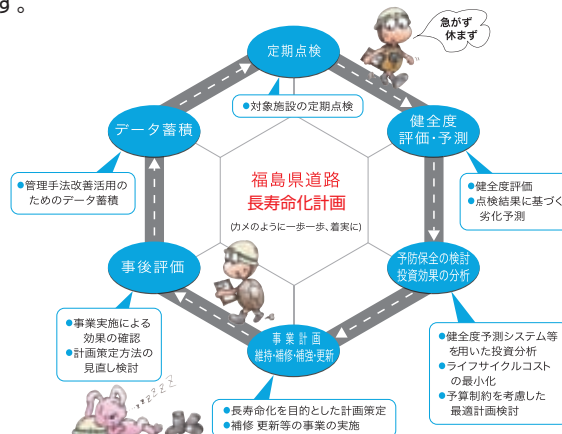 す。
急がず
休まず
定期点検
●対象施設の定期点検
データ蓄積
健全度
評価・予測
●管理手法改善活用の
ためのデータ蓄積
福島県道路
長寿命化計画
(カメのように一歩一歩、着実に)
●健全度評価
●点検結果に基づく
劣化予測
事後評価
予防保全の検討
投資効果の分析
●事業実施による
効果の確認
●計画策定方法の
見直し検討
事業計画
維持・補修・補強・更新
●健全度予測システム等
を用いた投資分析
●ライフサイクルコスト
の最小化
●予算制約を考慮した
最適計画検討
zzzzzzz
●長寿命化を目的とした計画策定
●補修 更新等の事業の実施